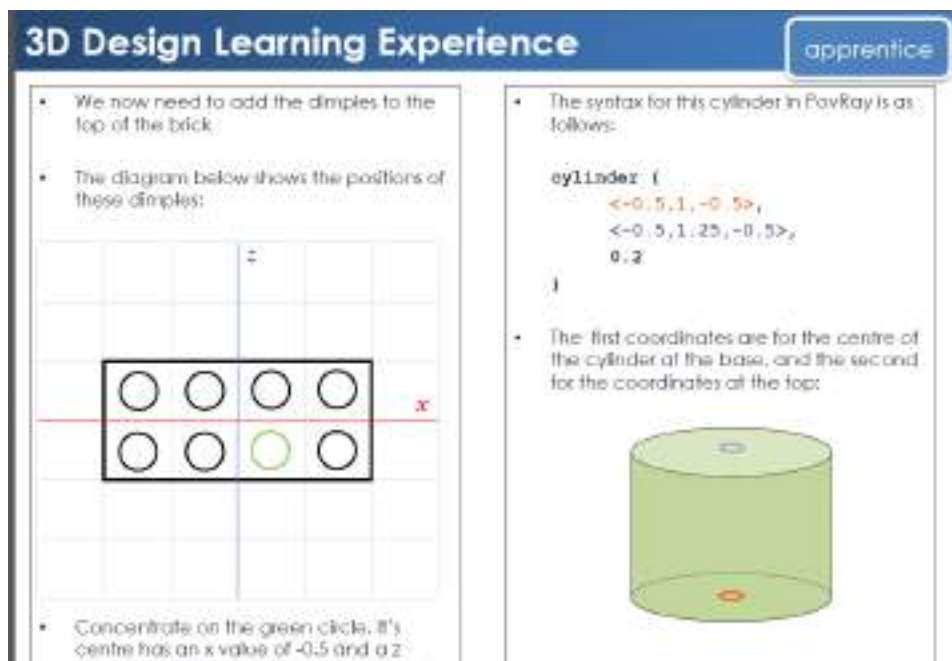 3D Design Learning Experience
apprentice
• We now need to add the dimples to the
top of the brick
• The diagram below shows the positions of
these dimples:
z
x
• Concentrate on the green circle. It's
centre has an x value of -0.5 and a z
• The syntax for this cylinder in PovRay is as
follows:
cylinder {
<-0.5,1,-0.5>,
<-0.5,1.25,-0.5>,
0.2
}
• The first coordinates are for the centre of
the cylinder at the base, and the second
for the coordinates at the top: